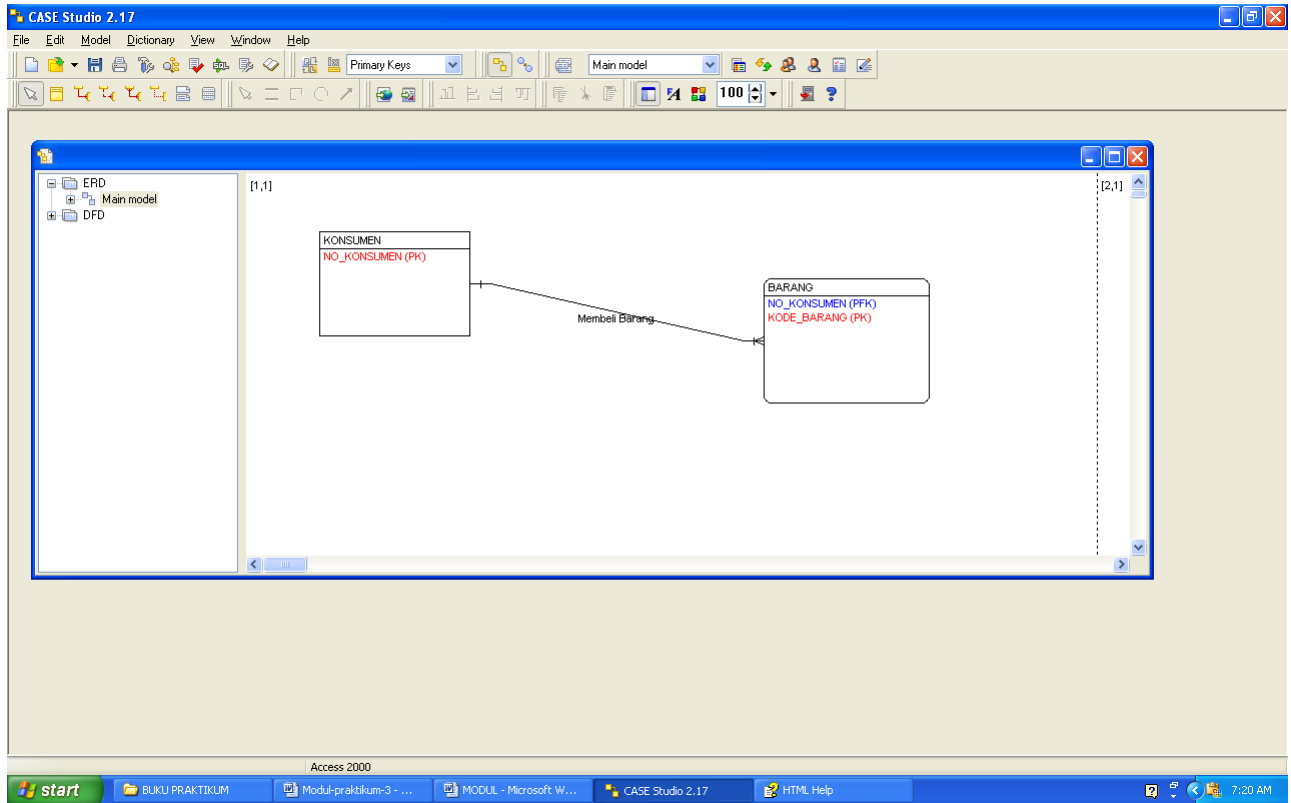 CASE Studio 2.17
File Edit Model Dictionary View Window Help
Primary Keys Main model
100
ERD
Main model
DFD
[1,1] [2,1]
KONSUMEN
NO_KONSUMEN (PK)
Membeli Barang
BARANG
NO_KONSUMEN (PFK)
KODE_BARANG (PK)
Access 2000
start BUKU PRAKTIKUM Modul-praktikum-3 - ... MODUL - Microsoft W... CASE Studio 2.17 HTML Help 7:20 AM